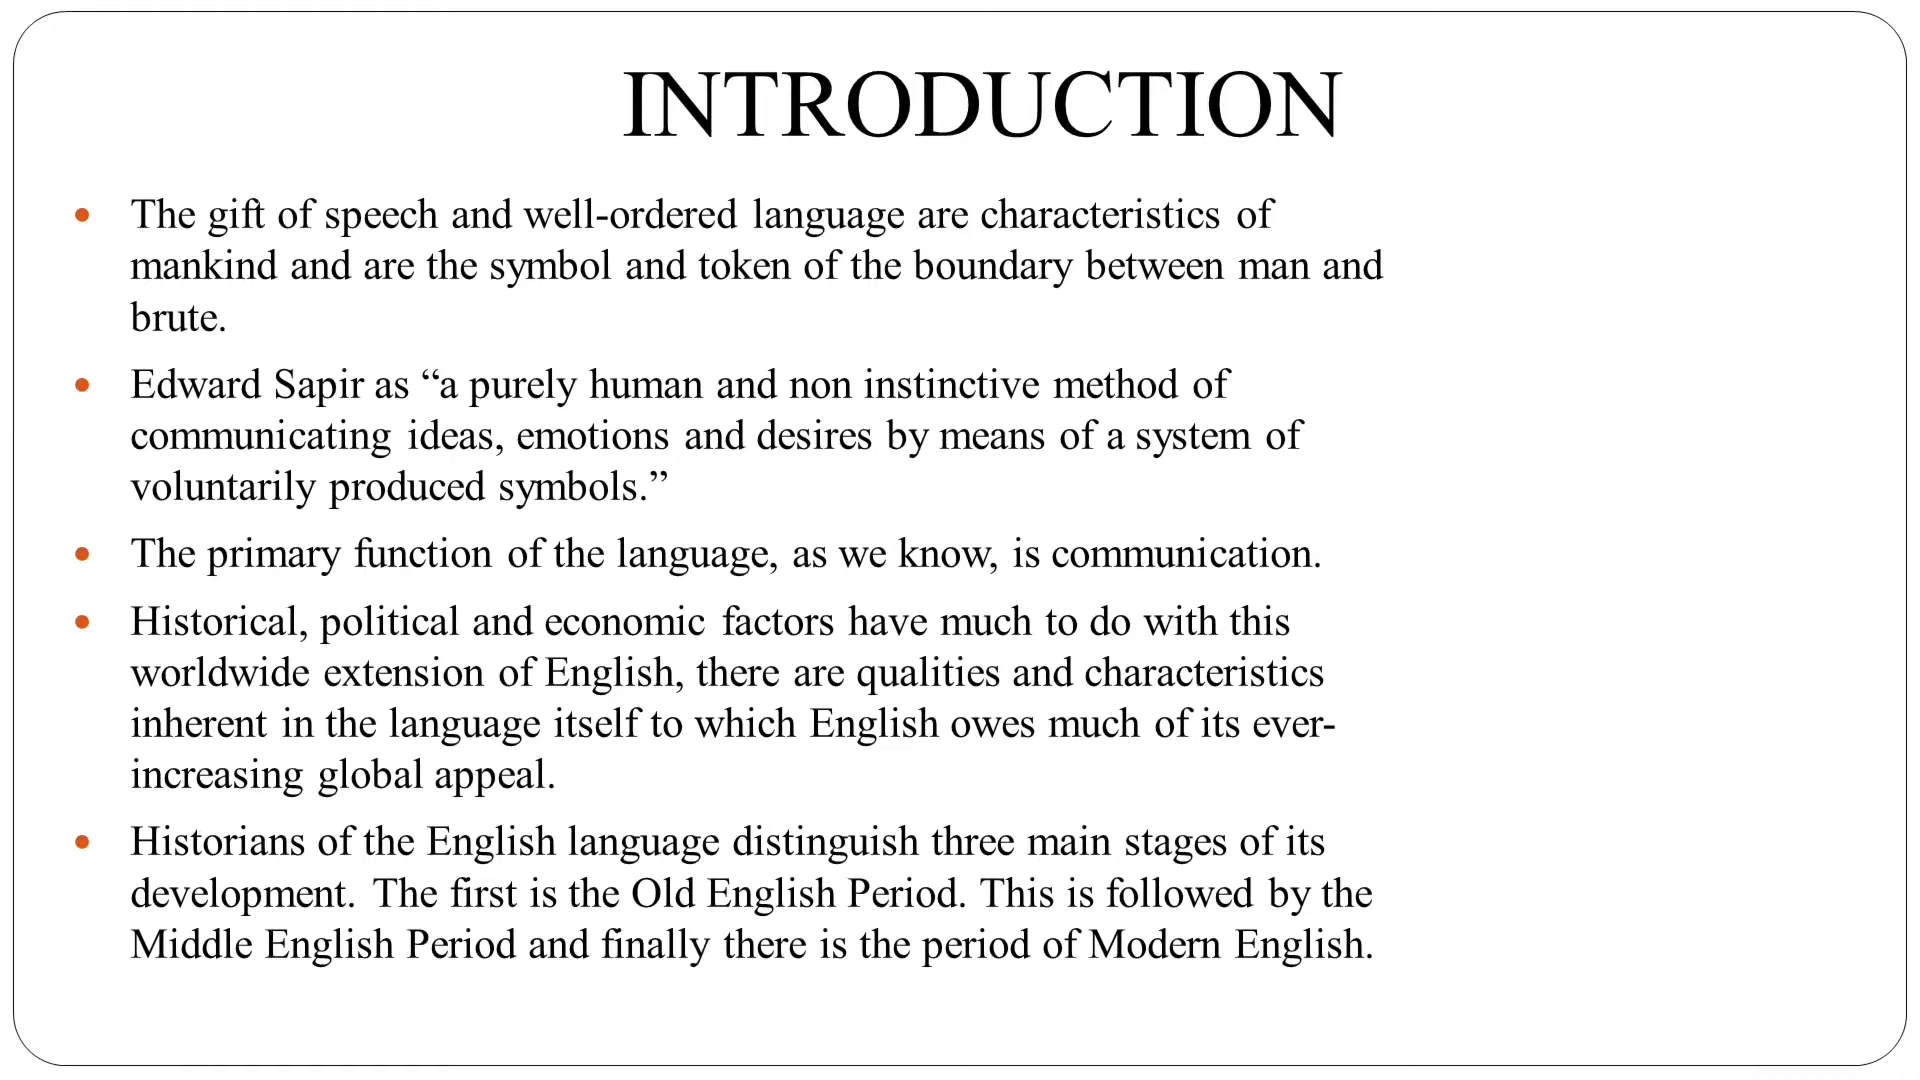 INTRODUCTION
• The gift of speech and well-ordered language are characteristics of
mankind and are the symbol and token of the boundary between man and
brute.
• Edward Sapir as “a purely human and non instinctive method of
communicating ideas, emotions and desires by means of a system of
voluntarily produced symbols.”
• The primary function of the language, as we know, is communication.
• Historical, political and economic factors have much to do with this
worldwide extension of English, there are qualities and characteristics
inherent in the language itself to which English owes much of its ever-
increasing global appeal.
• Historians of the English language distinguish three main stages of its
development. The first is the Old English Period. This is followed by the
Middle English Period and finally there is the period of Modern English.